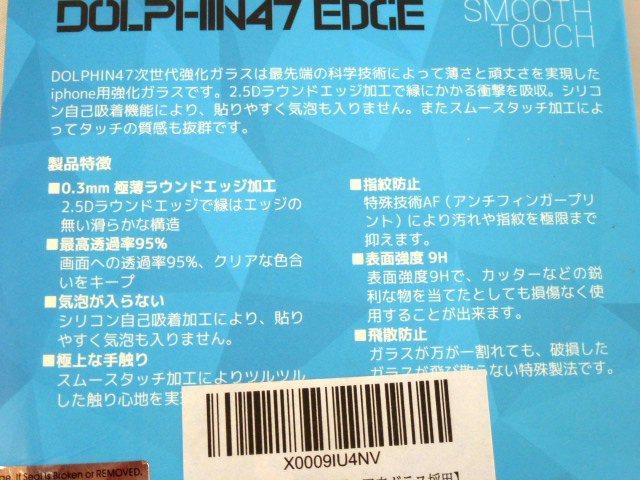 DOLPHIN47 EDGE
SMOOTH
TOUCH
DOLPHIN47次世代強化ガラスは最先端の科学技術によって薄さと頑丈さを実現した
iphone用強化ガラスです。2.5Dラウンドエッジ加工で縁にかかる衝撃を吸収。シリコ
ン自己吸着機能により、貼りやすく気泡も入りません。またスムースタッチ加工によ
ってタッチの質感も抜群です。
製品特徴
■0.3mm 極薄ラウンドエッジ加工
2.5Dラウンドエッジで縁はエッジの
無い滑らかな構造
■最高透過率95%
画面への透過率95%、クリアな色合
いをキープ
■気泡が入らない
シリコン自己吸着加工により、貼り
やすく気泡も入りません。
■極上な手触り
スムースタッチ加工によりツルツル
した触り心地を実
■指紋防止
特殊技術AF（アンチフィンガープリ
ント）により汚れや指紋を極限まで
抑えます。
■表面強度 9H
表面強度9Hで、カッターなどの鋭
利な物を当てたとしても損傷なく使
用することが出来ます。
■飛散防止
ガラスが万が一割れても、破損した
ガラスが飛び散らない特殊製法です。
X0009IU4NV
If Seal is Broken or REMOVED.